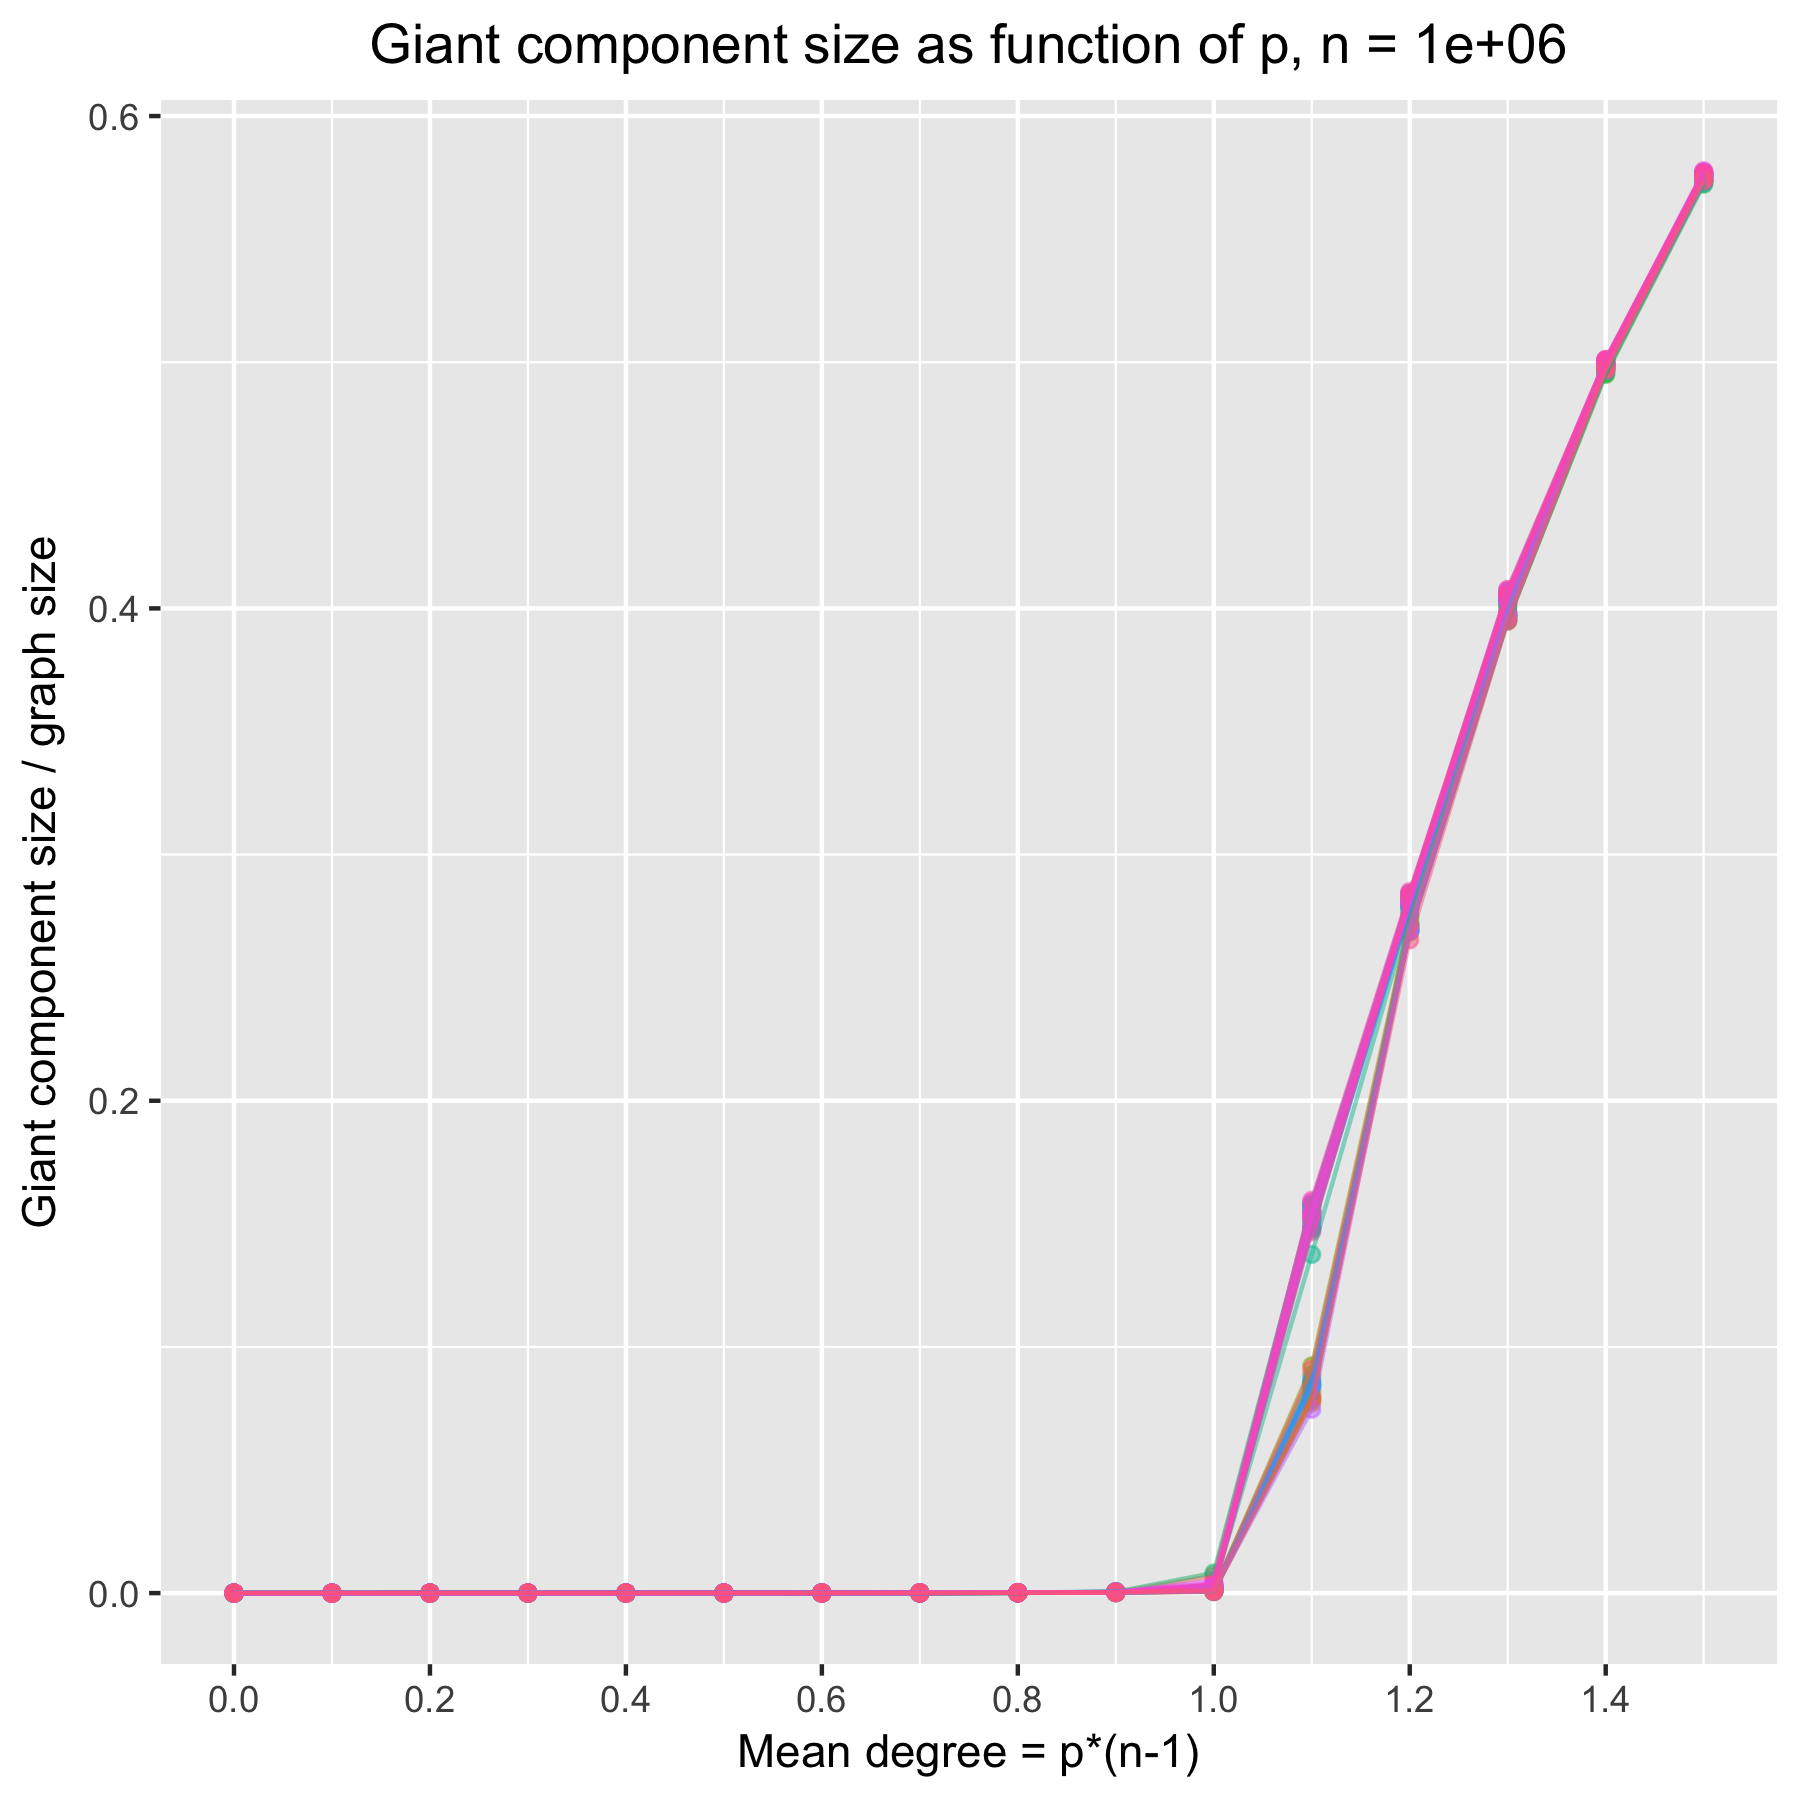 Giant component size as function of p, n = 1e+06
Giant component size / graph size
0.6
0.4
0.2
0.0
0.0 0.2 0.4 0.6 0.8 1.0 1.2 1.4
Mean degree = p*(n-1)